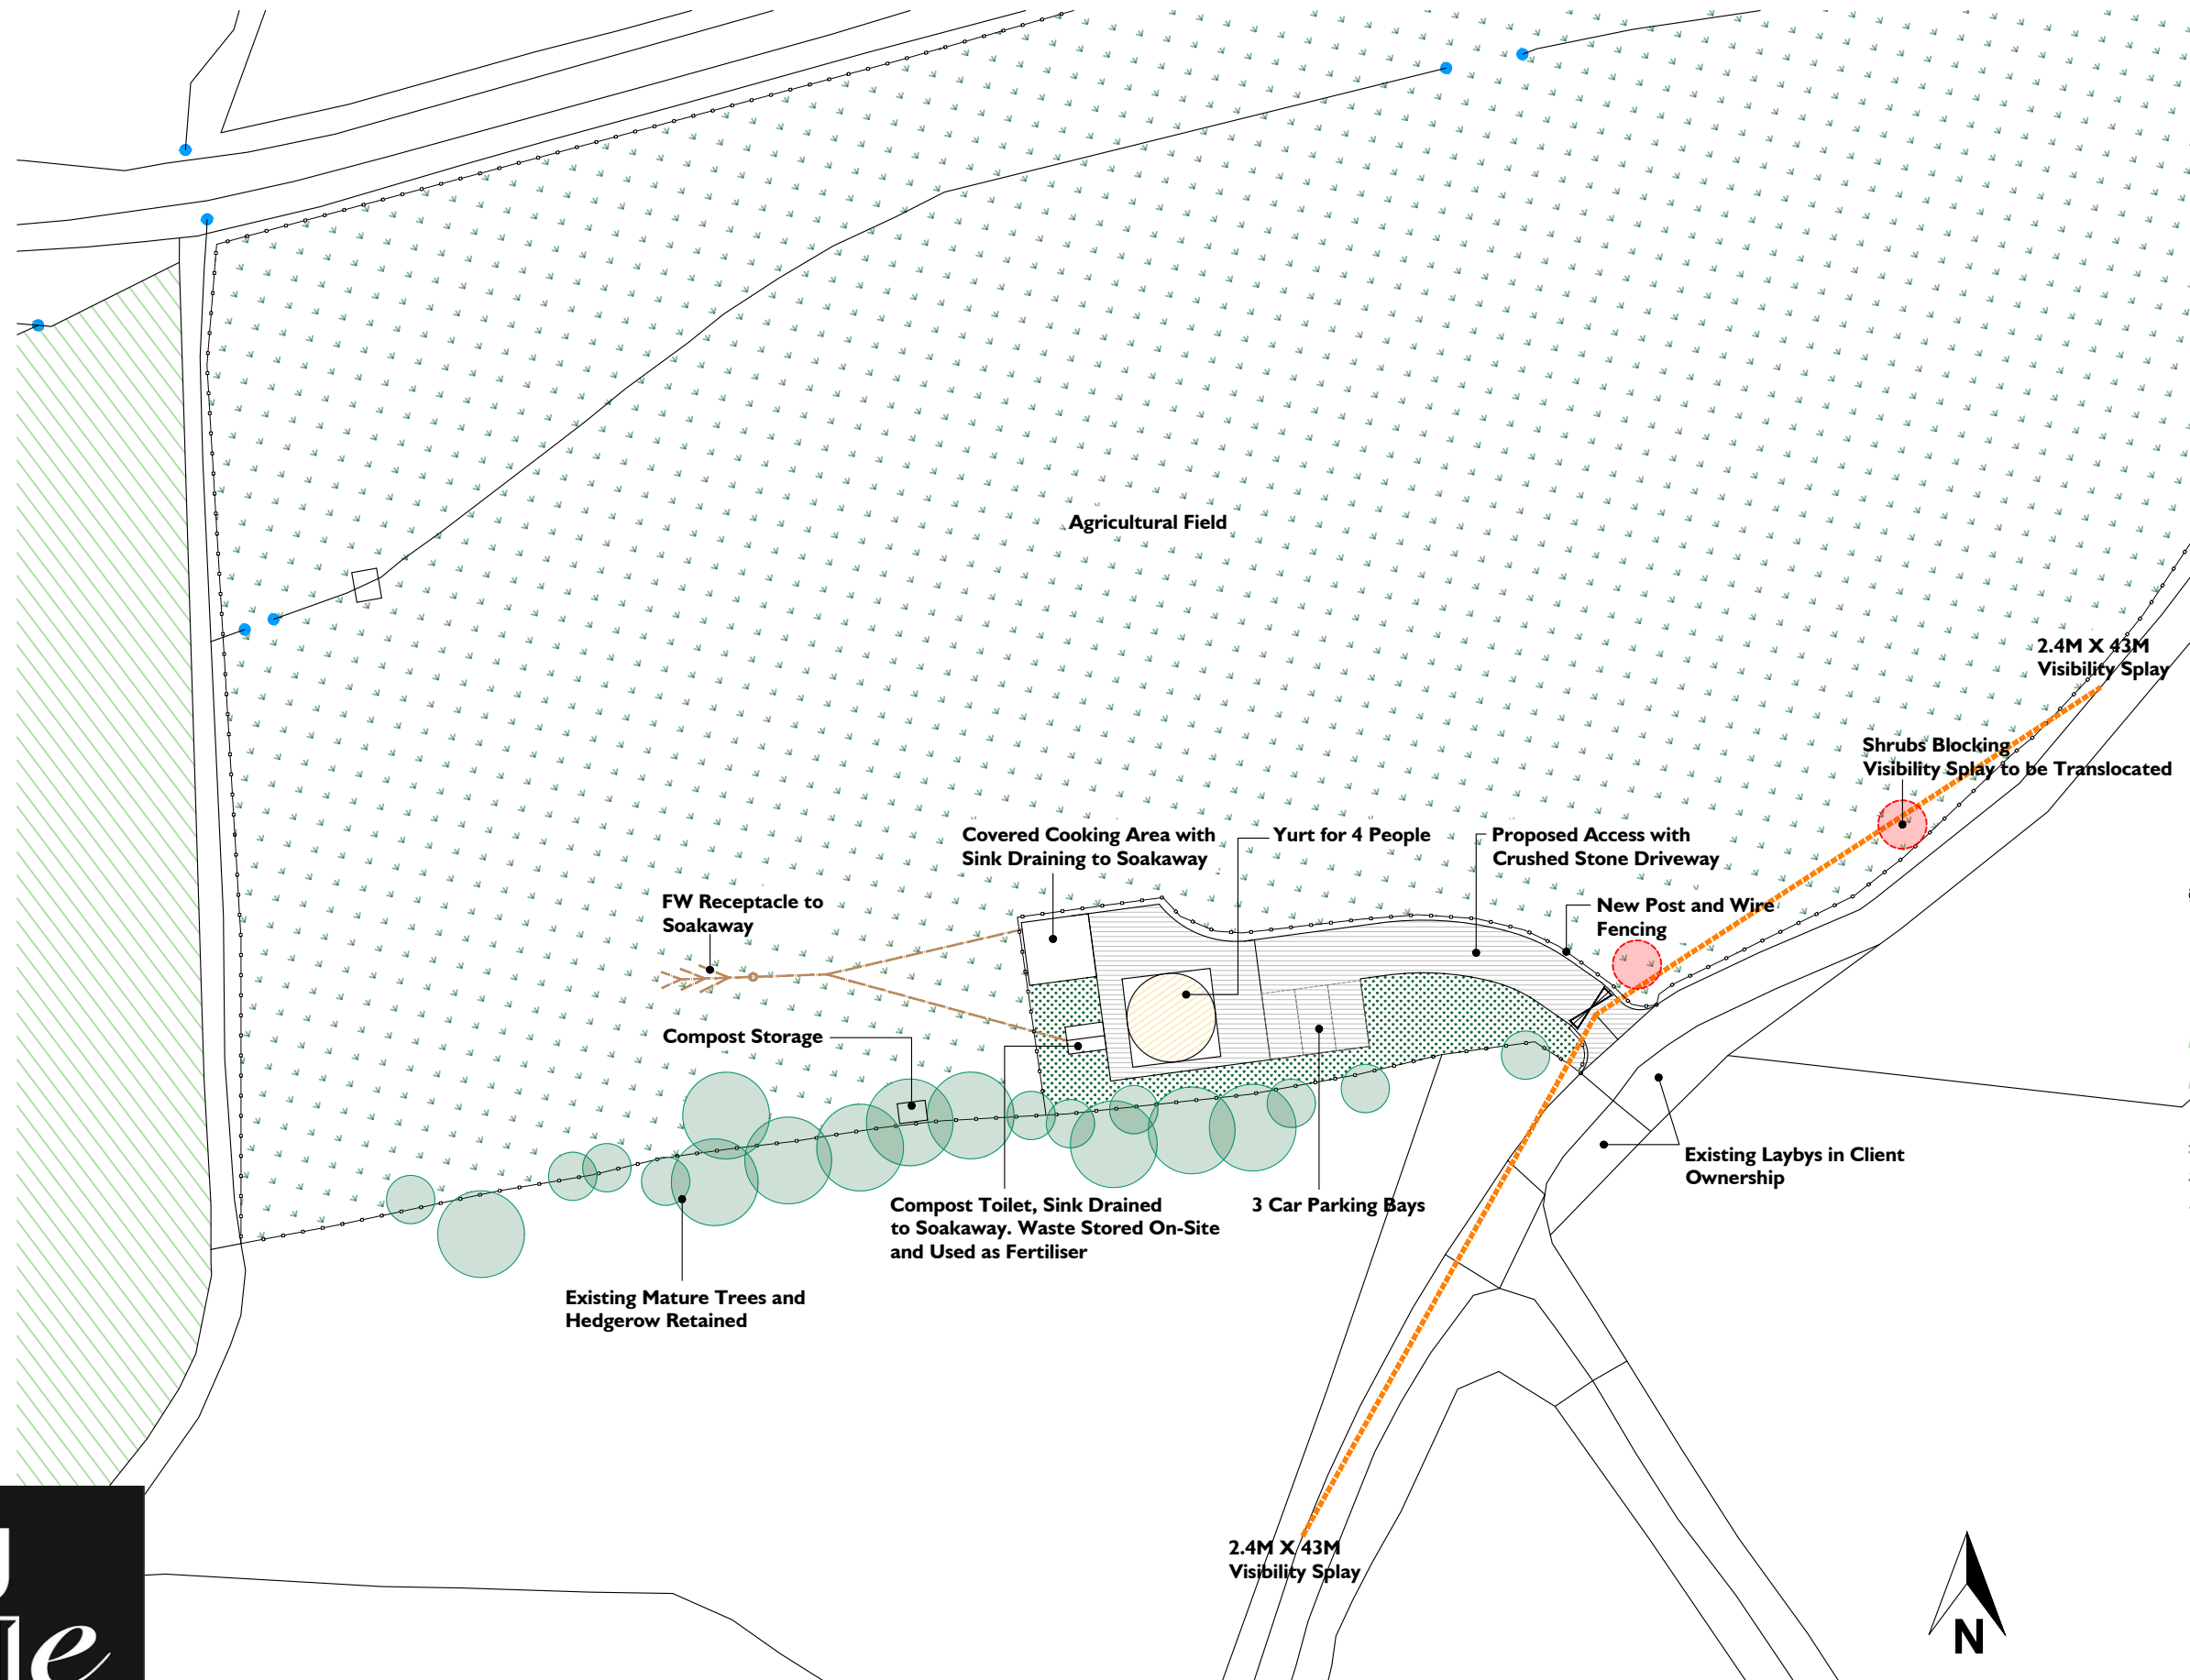 Agricultural Field
2.4M X 43M
Visibility Splay
Shrubs Blocking
Visibility Splay to be Translocated
Covered Cooking Area with
Sink Draining to Soakaway
Yurt for 4 People
Proposed Access with
Crushed Stone Driveway
FW Receptacle to
Soakaway
New Post and Wire
Fencing
Compost Storage
Existing Laybys in Client
Ownership
Compost Toilet, Sink Drained
to Soakaway. Waste Stored On-Site
and Used as Fertiliser
3 Car Parking Bays
Existing Mature Trees and
Hedgerow Retained
2.4M X 43M
Visibility Splay
N